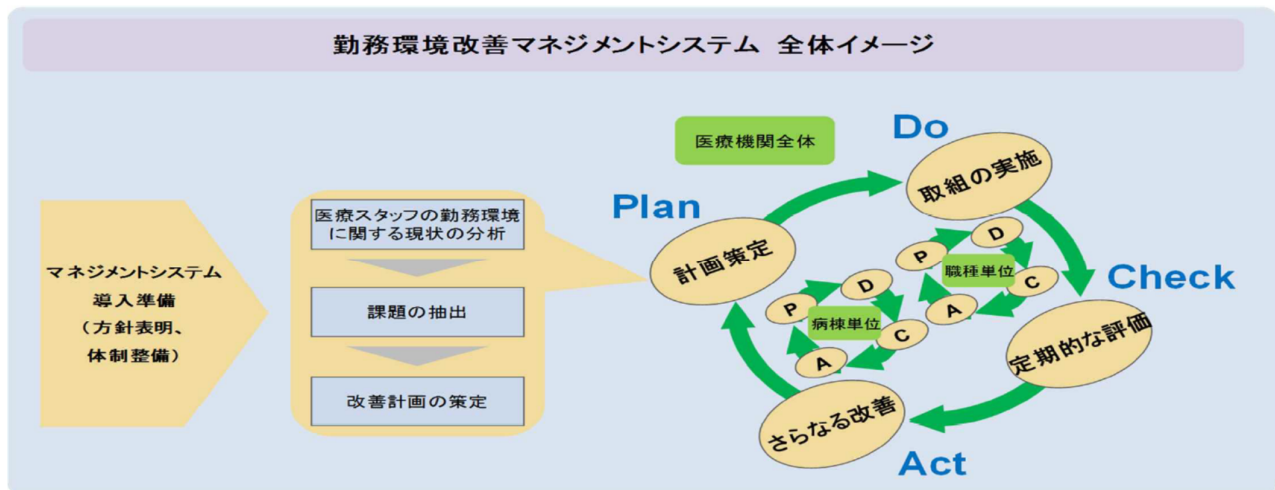 勤務環境改善マネジメントシステム 全体イメージ
マネジメントシステム
導入準備
（方針表明、
体制整備）
医療スタッフの勤務環境
に関する現状の分析
課題の抽出
改善計画の策定
医療機関全体
Plan
計画策定
Do
取組の実施
Check
定期的な評価
Act
さらなる改善
P
D
C
A
病棟単位
P
D
C
A
職種単位